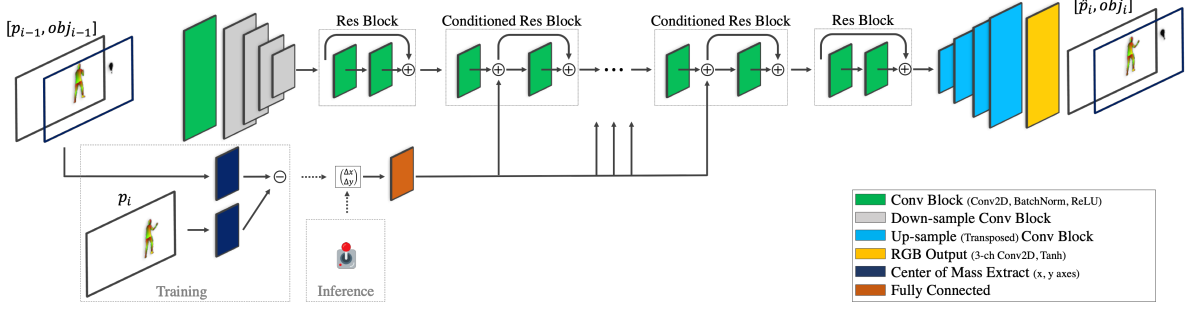 [p_{i−1}, obj_{i−1}]
Res Block
Conditioned Res Block
Conditioned Res Block
Res Block
[p̂_i, obj_i]
p_i
(Δx
Δy)
Training
Inference
Conv Block (Conv2D, BatchNorm, ReLU)
Down-sample Conv Block
Up-sample (Transposed) Conv Block
RGB Output (3-ch Conv2D, Tanh)
Center of Mass Extract (x, y axes)
Fully Connected